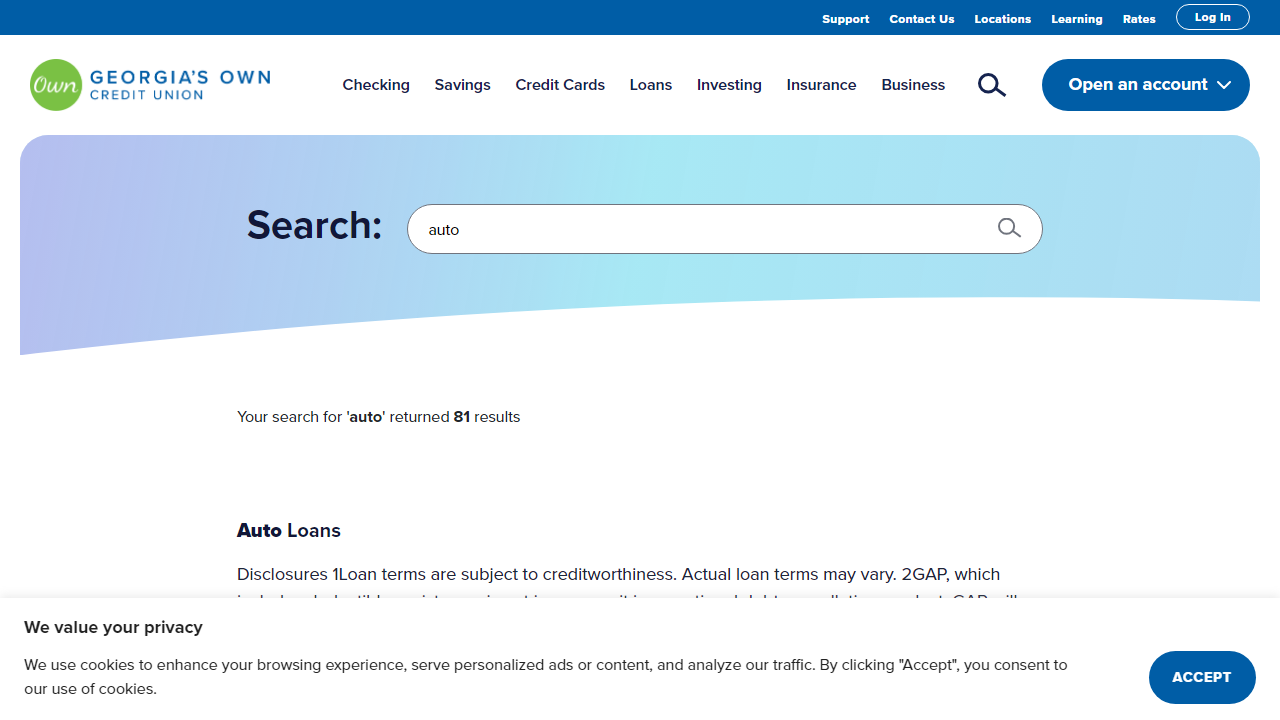 Support Contact Us Locations Learning Rates Log In
Own GEORGIA'S OWN
CREDIT UNION
Checking Savings Credit Cards Loans Investing Insurance Business Open an account
Search: auto
Your search for 'auto' returned 81 results
Auto Loans
Disclosures 1Loan terms are subject to creditworthiness. Actual loan terms may vary. 2GAP, which
We value your privacy
We use cookies to enhance your browsing experience, serve personalized ads or content, and analyze our traffic. By clicking "Accept", you consent to
our use of cookies.
ACCEPT